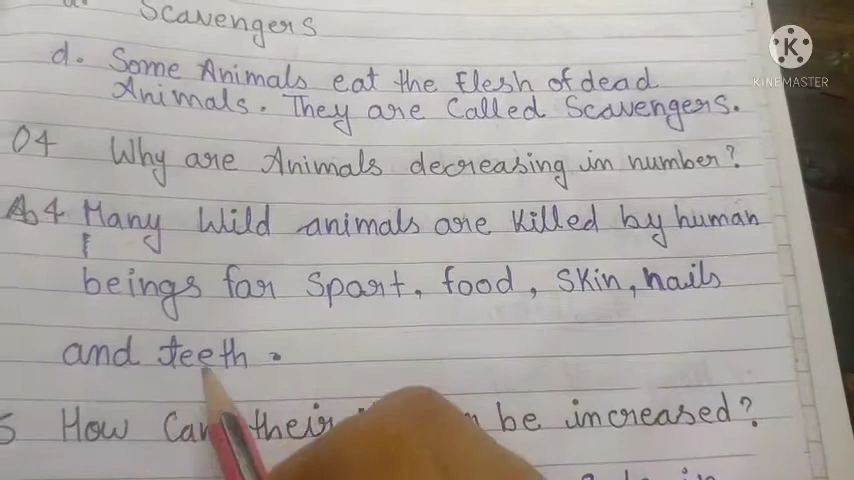 Scavengers
d. Some Animals eat the flesh of dead
Animals. They are Called Scavengers.
Q4 Why are Animals decreasing in number?
A4 Many Wild animals are Killed by human
beings for Sport, food, Skin, nails
and teeth.
5 How Can their be increased?
KINEMASTER